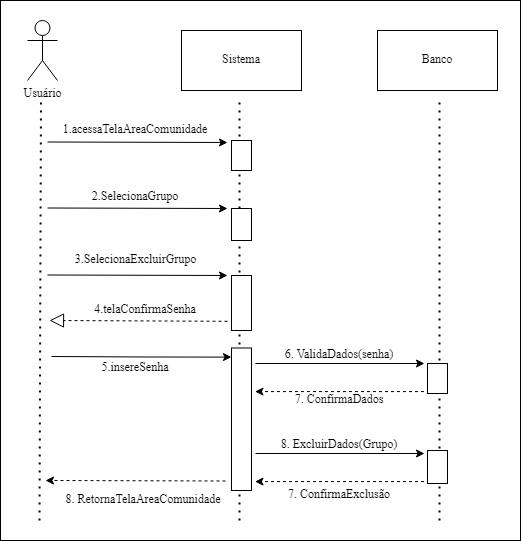 Sistema
Banco
Usuário
1.acessaTelaAreaComunidade
2.SelecionaGrupo
3.SelecionaExcluirGrupo
4.telaConfirmaSenha
5.insereSenha
6. ValidaDados(senha)
7. ConfirmaDados
8. ExcluirDados(Grupo)
7. ConfirmaExclusão
8. RetornaTelaAreaComunidade